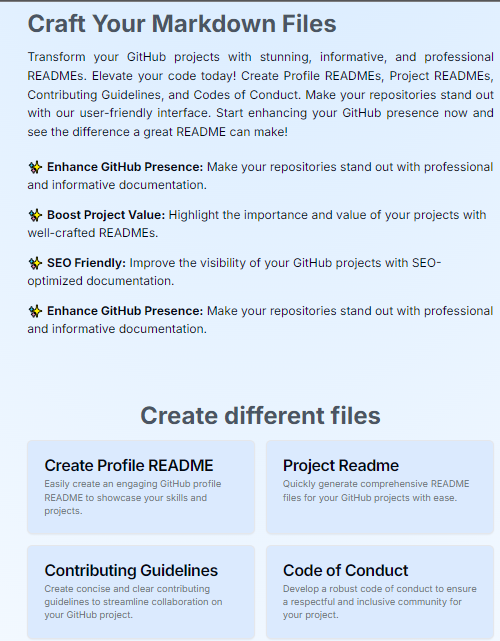 Craft Your Markdown Files
Transform your GitHub projects with stunning, informative, and professional
READMEs. Elevate your code today! Create Profile READMEs, Project READMEs,
Contributing Guidelines, and Codes of Conduct. Make your repositories stand out
with our user-friendly interface. Start enhancing your GitHub presence now and
see the difference a great README can make!
✨ Enhance GitHub Presence: Make your repositories stand out with professional
and informative documentation.
✨ Boost Project Value: Highlight the importance and value of your projects with
well-crafted READMEs.
✨ SEO Friendly: Improve the visibility of your GitHub projects with SEO-
optimized documentation.
✨ Enhance GitHub Presence: Make your repositories stand out with professional
and informative documentation.
Create different files
Create Profile README
Easily create an engaging GitHub profile
README to showcase your skills and
projects.
Project Readme
Quickly generate comprehensive README
files for your GitHub projects with ease.
Contributing Guidelines
Create concise and clear contributing
guidelines to streamline collaboration on
your GitHub project.
Code of Conduct
Develop a robust code of conduct to ensure
a respectful and inclusive community for
your project.